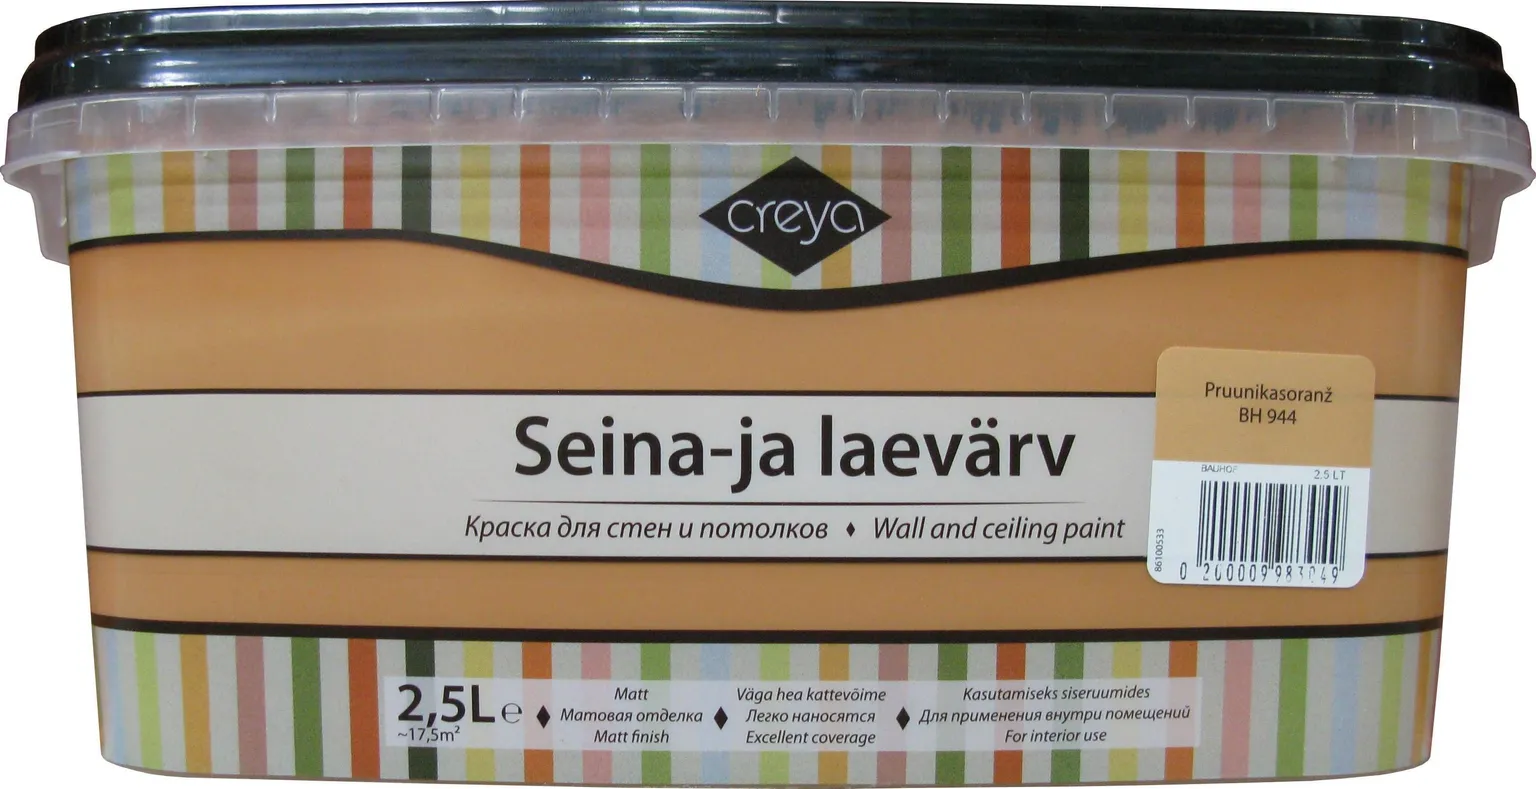 creya
Pruunikasoranž
BH 944
BAUHOF 2.5 LT
86100533
0 200009 983049
Seina-ja laevärv
Краска для стен и потолков ♦ Wall and ceiling paint
2,5L ℮
~17,5m²
Matt
Матовая отделка
Matt finish
Väga hea kattevõime
Легко наносятся
Excellent coverage
Kasutamiseks siseruumides
Для применения внутри помещений
For interior use